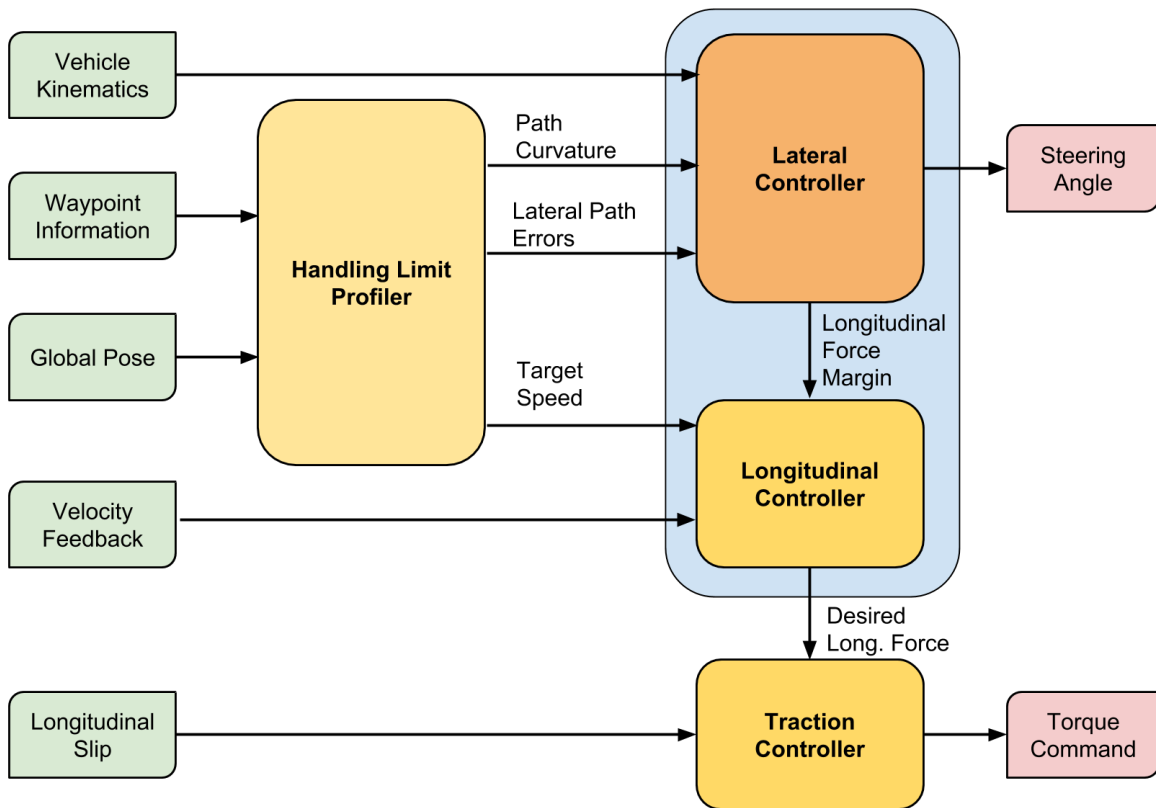 Vehicle
Kinematics
Waypoint
Information
Global Pose
Velocity
Feedback
Longitudinal
Slip
Handling Limit
Profiler
Path
Curvature
Lateral Path
Errors
Target
Speed
Lateral
Controller
Longitudinal
Force
Margin
Longitudinal
Controller
Desired
Long. Force
Traction
Controller
Steering
Angle
Torque
Command